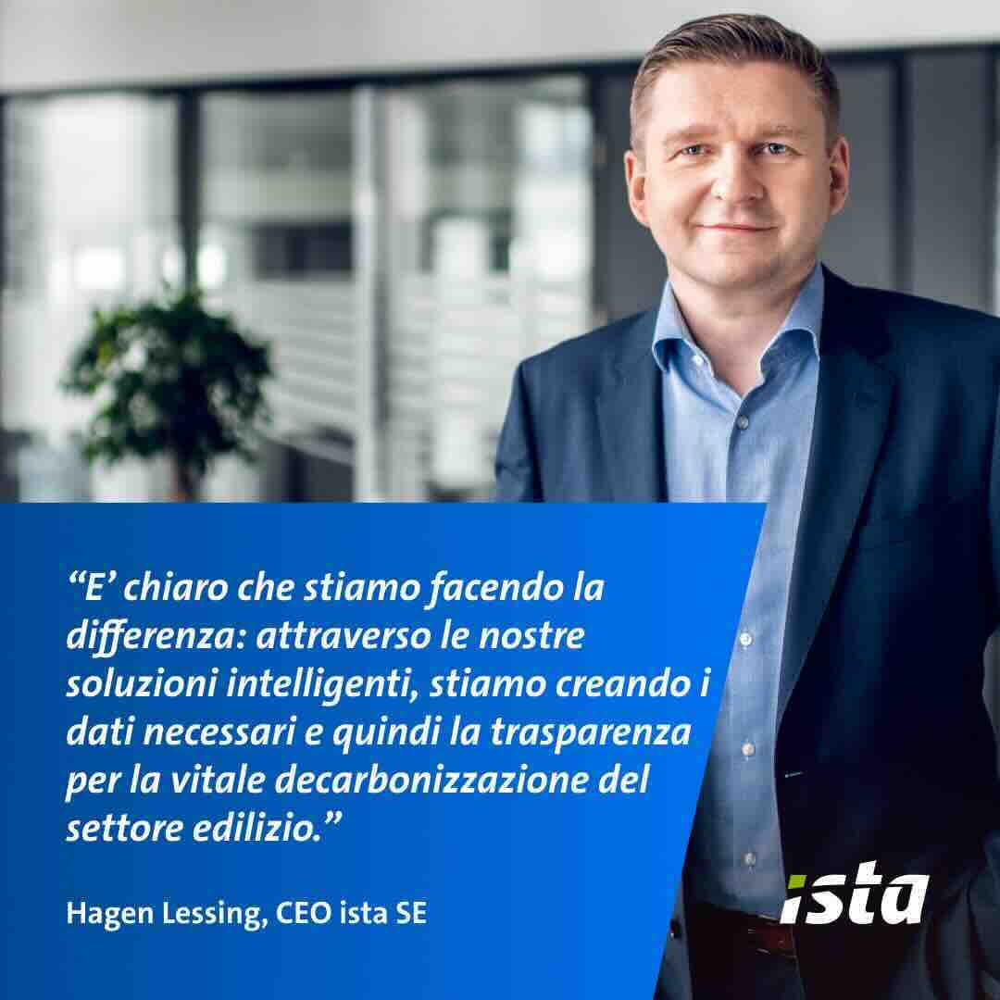 “E’ chiaro che stiamo facendo la
differenza: attraverso le nostre
soluzioni intelligenti, stiamo creando i
dati necessari e quindi la trasparenza
per la vitale decarbonizzazione del
settore edilizio.”
Hagen Lessing, CEO ista SE
ista